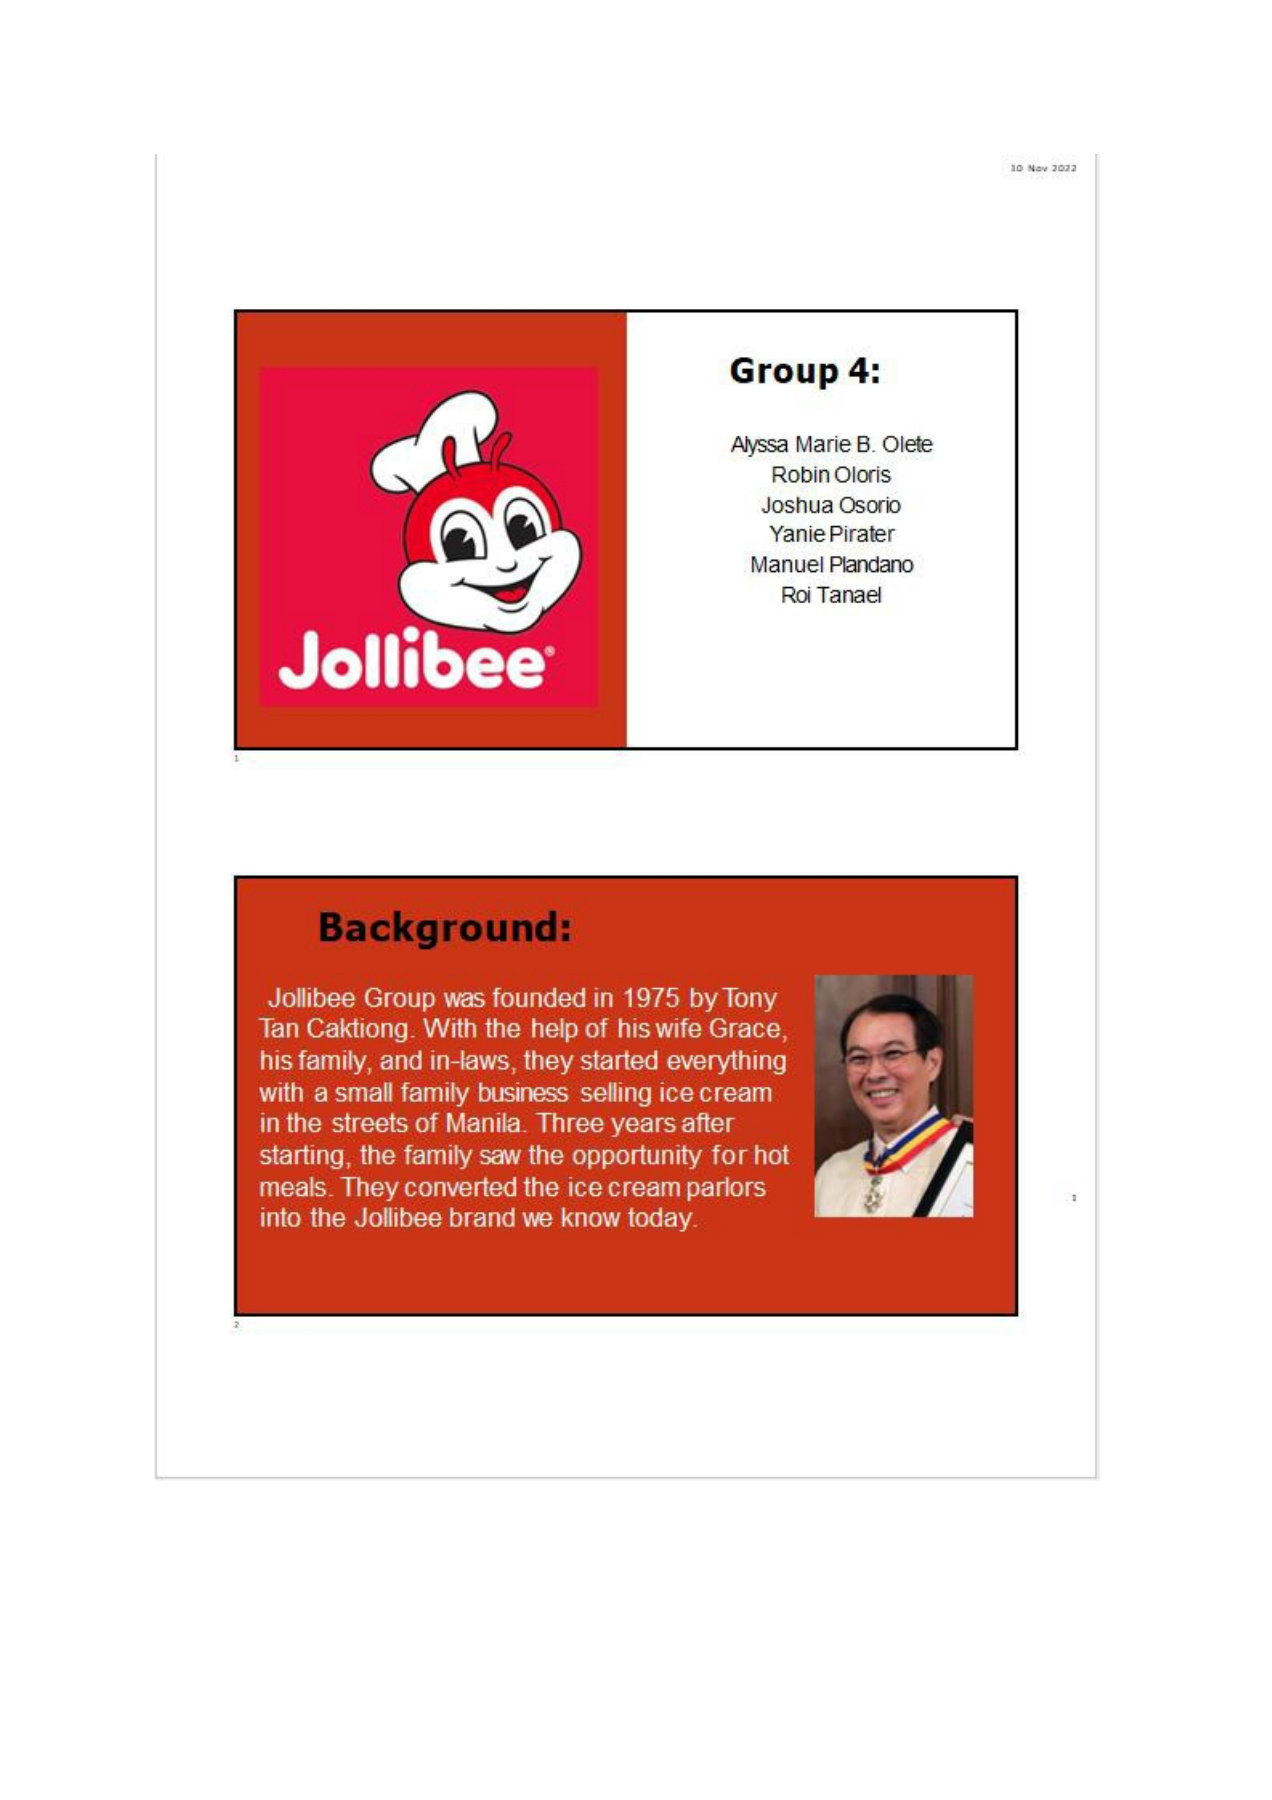 10 Nov 2022
Jollibee®
Group 4:
Alyssa Marie B. Olete
Robin Oloris
Joshua Osorio
Yanie Pirater
Manuel Plandano
Roi Tanael
1
Background:
Jollibee Group was founded in 1975 by Tony
Tan Caktiong. With the help of his wife Grace,
his family, and in-laws, they started everything
with a small family business selling ice cream
in the streets of Manila. Three years after
starting, the family saw the opportunity for hot
meals. They converted the ice cream parlors
into the Jollibee brand we know today.
1
2